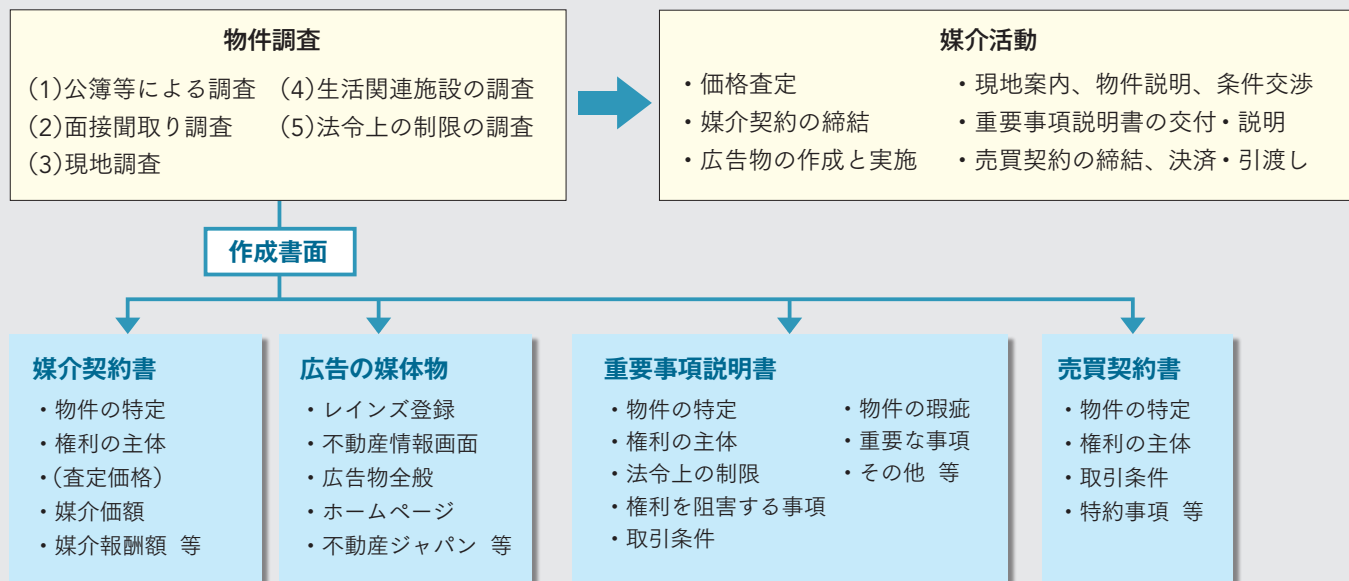 物件調査
(1)公簿等による調査
(2)面接聞取り調査
(3)現地調査
(4)生活関連施設の調査
(5)法令上の制限の調査
媒介活動
・価格査定
・媒介契約の締結
・広告物の作成と実施
・現地案内、物件説明、条件交渉
・重要事項説明書の交付・説明
・売買契約の締結、決済・引渡し
作成書面
媒介契約書
・物件の特定
・権利の主体
・(査定価格)
・媒介価額
・媒介報酬額 等
広告の媒体物
・レインズ登録
・不動産情報画面
・広告物全般
・ホームページ
・不動産ジャパン 等
重要事項説明書
・物件の特定
・権利の主体
・法令上の制限
・権利を阻害する事項
・取引条件
・物件の瑕疵
・重要な事項
・その他 等
売買契約書
・物件の特定
・権利の主体
・取引条件
・特約事項 等